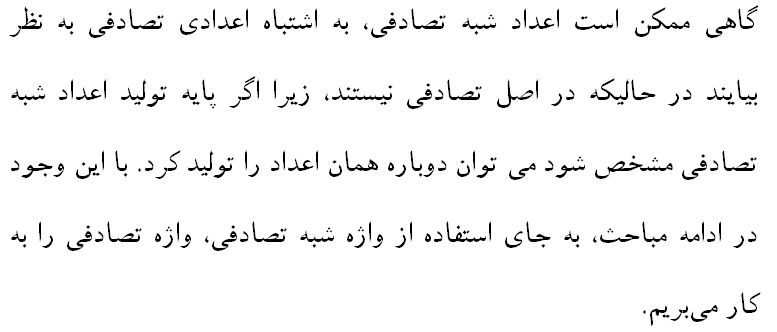 گاهی ممکن است اعداد شبه تصادفی، به اشتباه اعدادی تصادفی به نظر
بیایند در حالیکه در اصل تصادفی نیستند، زیرا اگر پایه تولید اعداد شبه
تصادفی مشخص شود می توان دوباره همان اعداد را تولید کرد. با این وجود
در ادامه مباحث، به جای استفاده از واژه شبه تصادفی، واژه تصادفی را به
کار می‌بریم.